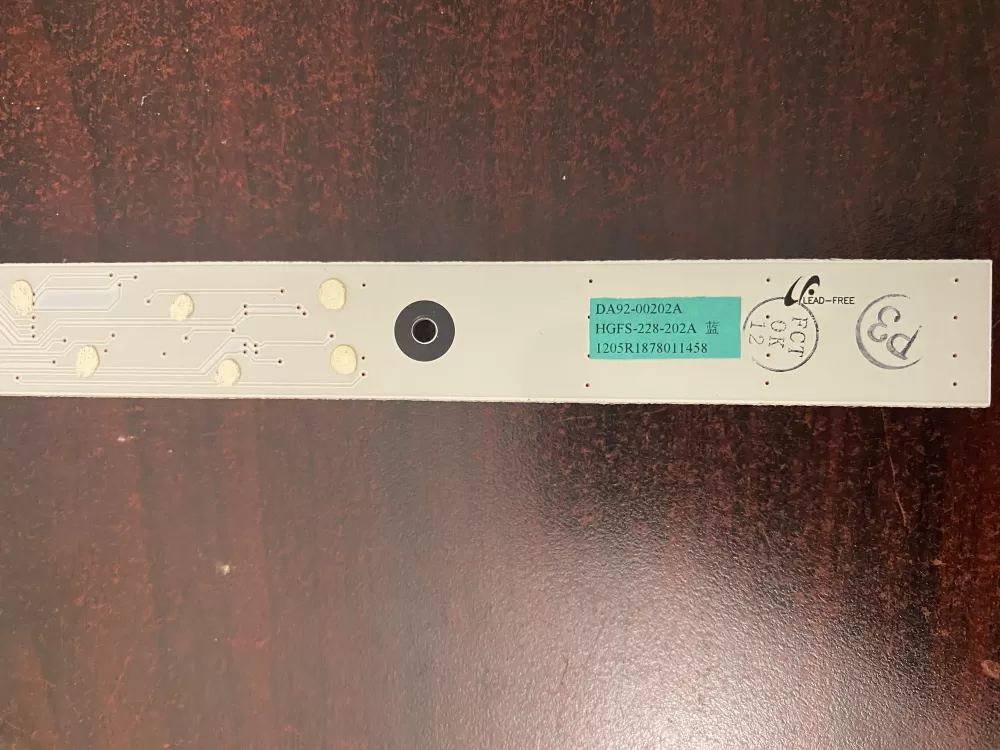 DA92-00202A
HGFS-228-202A 蓝
1205R1878011458
LEAD-FREE
FCT
OK
12
P3